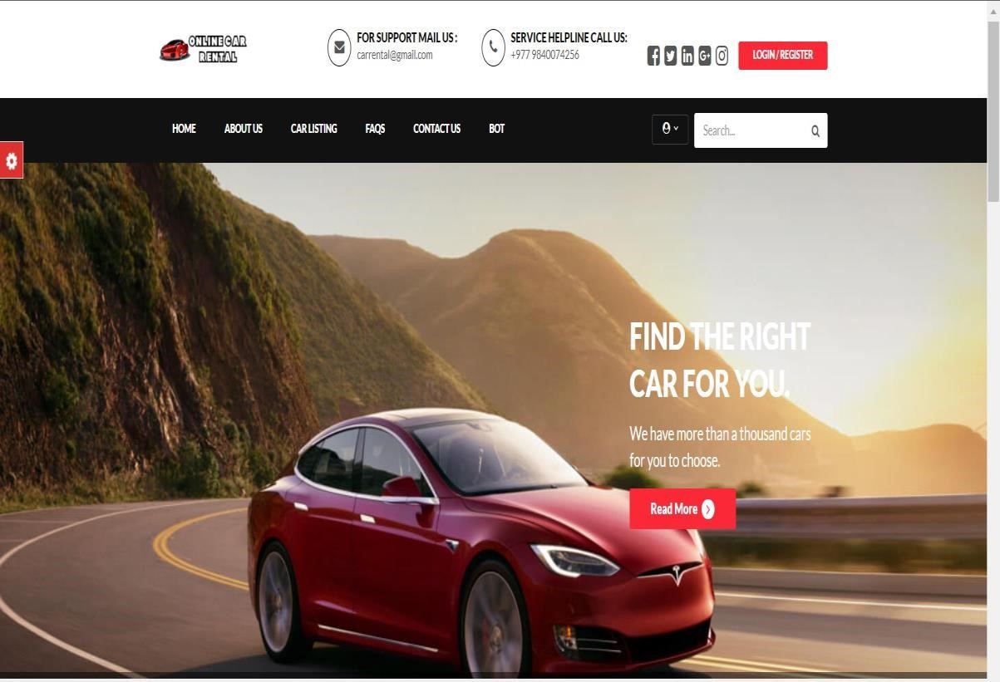 ONLINE CAR
RENTAL
FOR SUPPORT MAIL US :
carrental@gmail.com
SERVICE HELPLINE CALL US:
+977 9840074256
LOGIN / REGISTER
HOME
ABOUT US
CAR LISTING
FAQS
CONTACT US
BOT
Search...
FIND THE RIGHT
CAR FOR YOU.
We have more than a thousand cars
for you to choose.
Read More